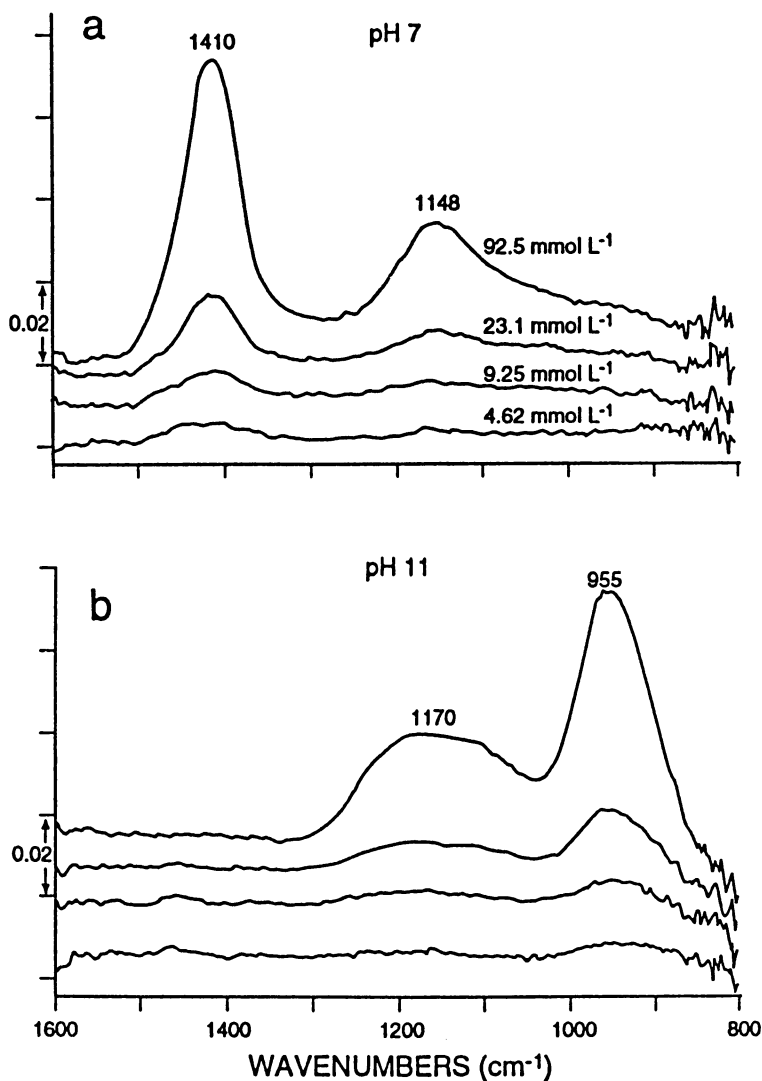 a
pH 7
1410
1148
92.5 mmol L⁻¹
0.02
23.1 mmol L⁻¹
9.25 mmol L⁻¹
4.62 mmol L⁻¹
pH 11
b
955
1170
0.02
1600 1400 1200 1000 800
WAVENUMBERS (cm⁻¹)